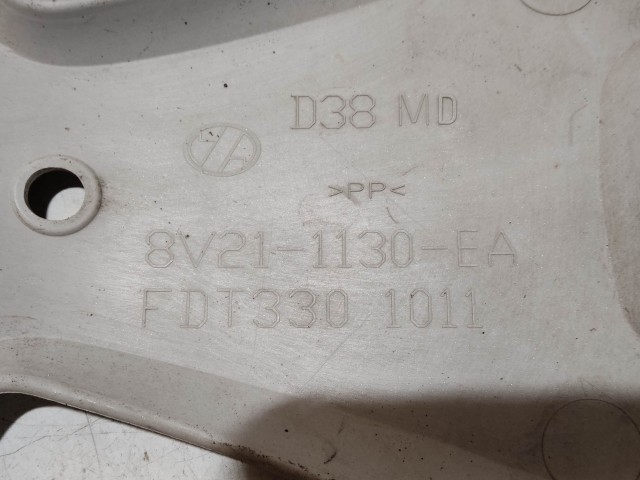 D38 MD
>PP<
8V21-1130-EA
FDT330 1011